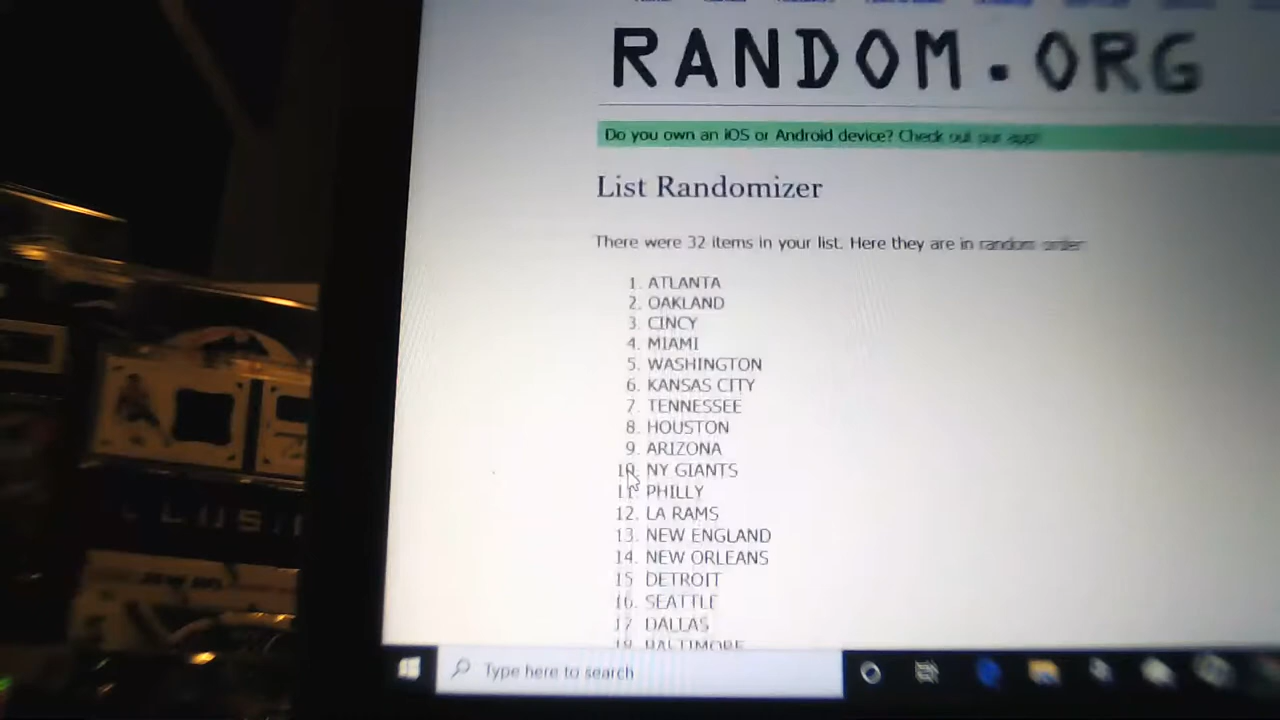 RANDOM.ORG
Do you own an iOS or Android device? Check out our app!
List Randomizer
There were 32 items in your list. Here they are in random order
1. ATLANTA
2. OAKLAND
3. CINCY
4. MIAMI
5. WASHINGTON
6. KANSAS CITY
7. TENNESSEE
8. HOUSTON
9. ARIZONA
10. NY GIANTS
11. PHILLY
12. LA RAMS
13. NEW ENGLAND
14. NEW ORLEANS
15 DETROIT
16. SEATTLE
17 DALLAS
18 BALTIMORE
Type here to search